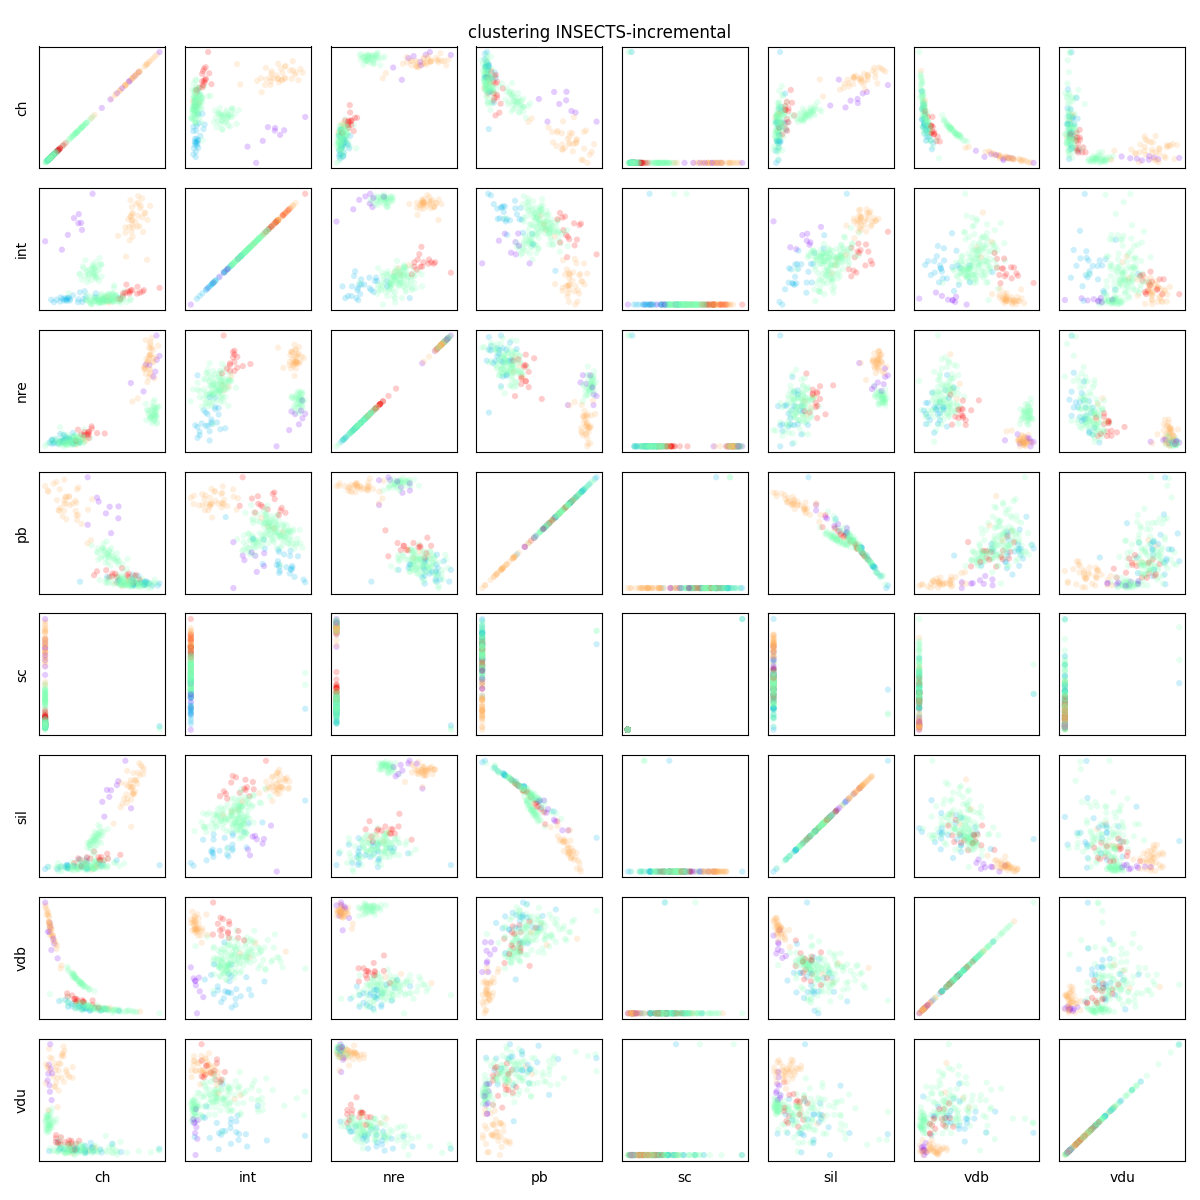 clustering INSECTS-incremental
ch
int
nre
pb
sc
sil
vdb
vdu
ch
int
nre
pb
sc
sil
vdb
vdu